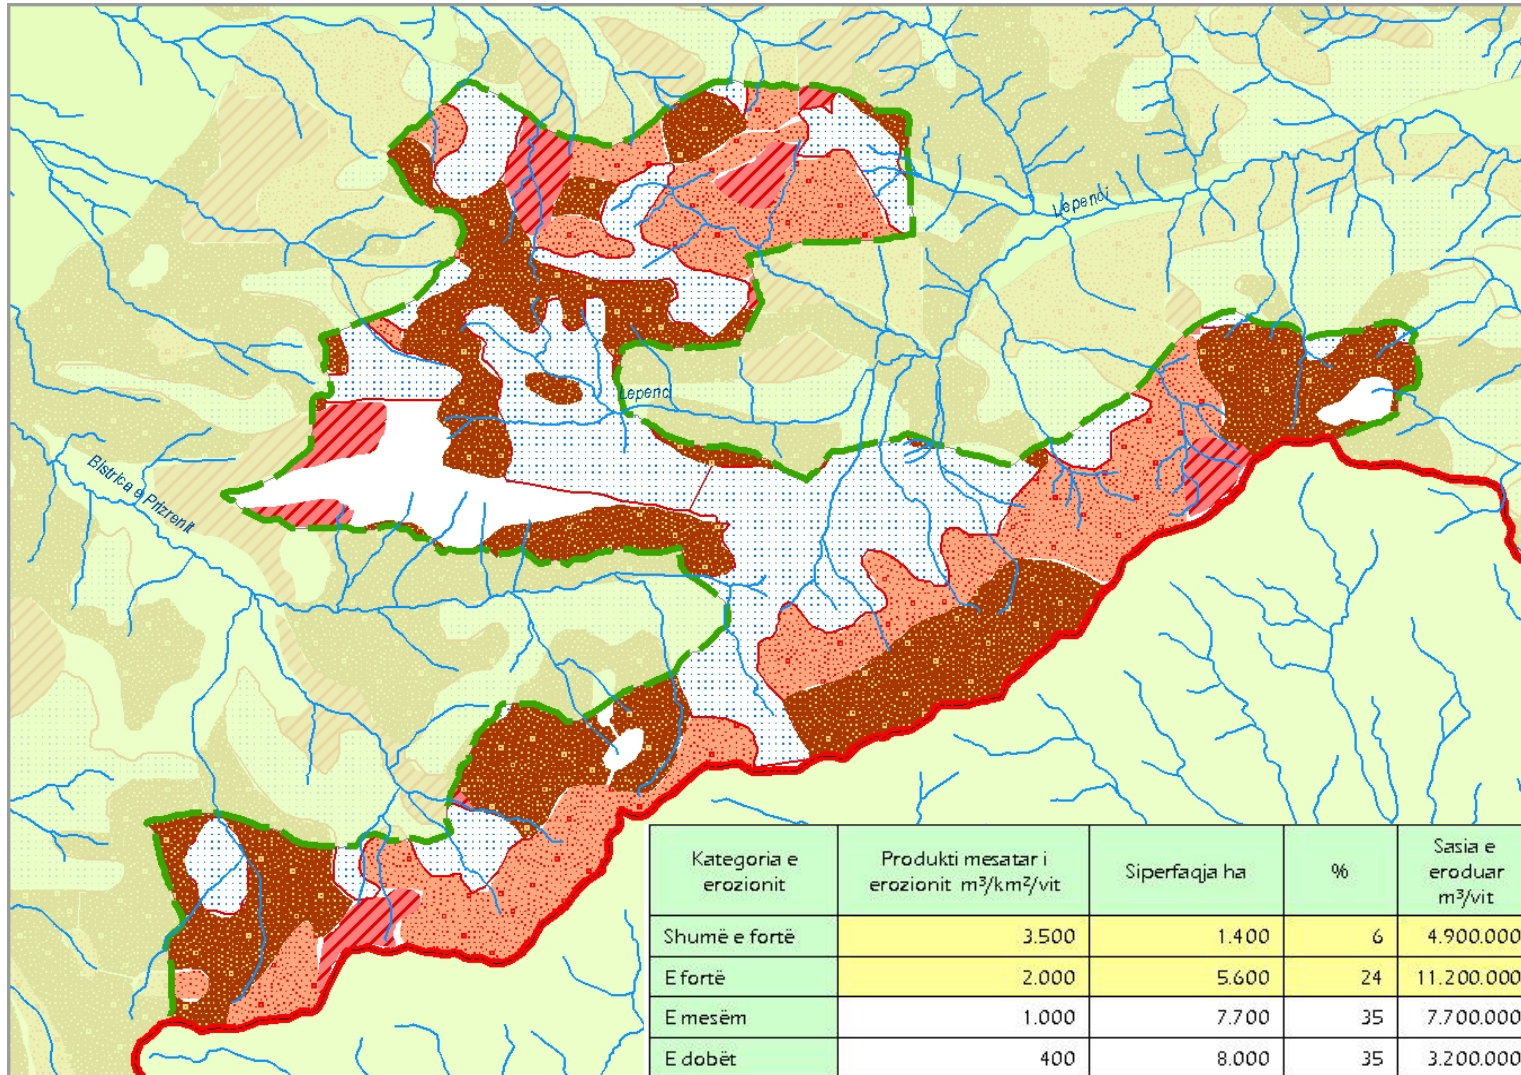 Lependi
Lepenci
Bistrica e Prizrenit
Kategoria e
erozionit
Produkti mesatar i
erozionit m³/km²/vit
Siperfaqja ha
%
Sasia e
eroduar
m³/vit
Shumë e fortë 3.500 1.400 6 4.900.000
E fortë 2.000 5.600 24 11.200.000
E mesëm 1.000 7.700 35 7.700.000
E dobët 400 8.000 35 3.200.000